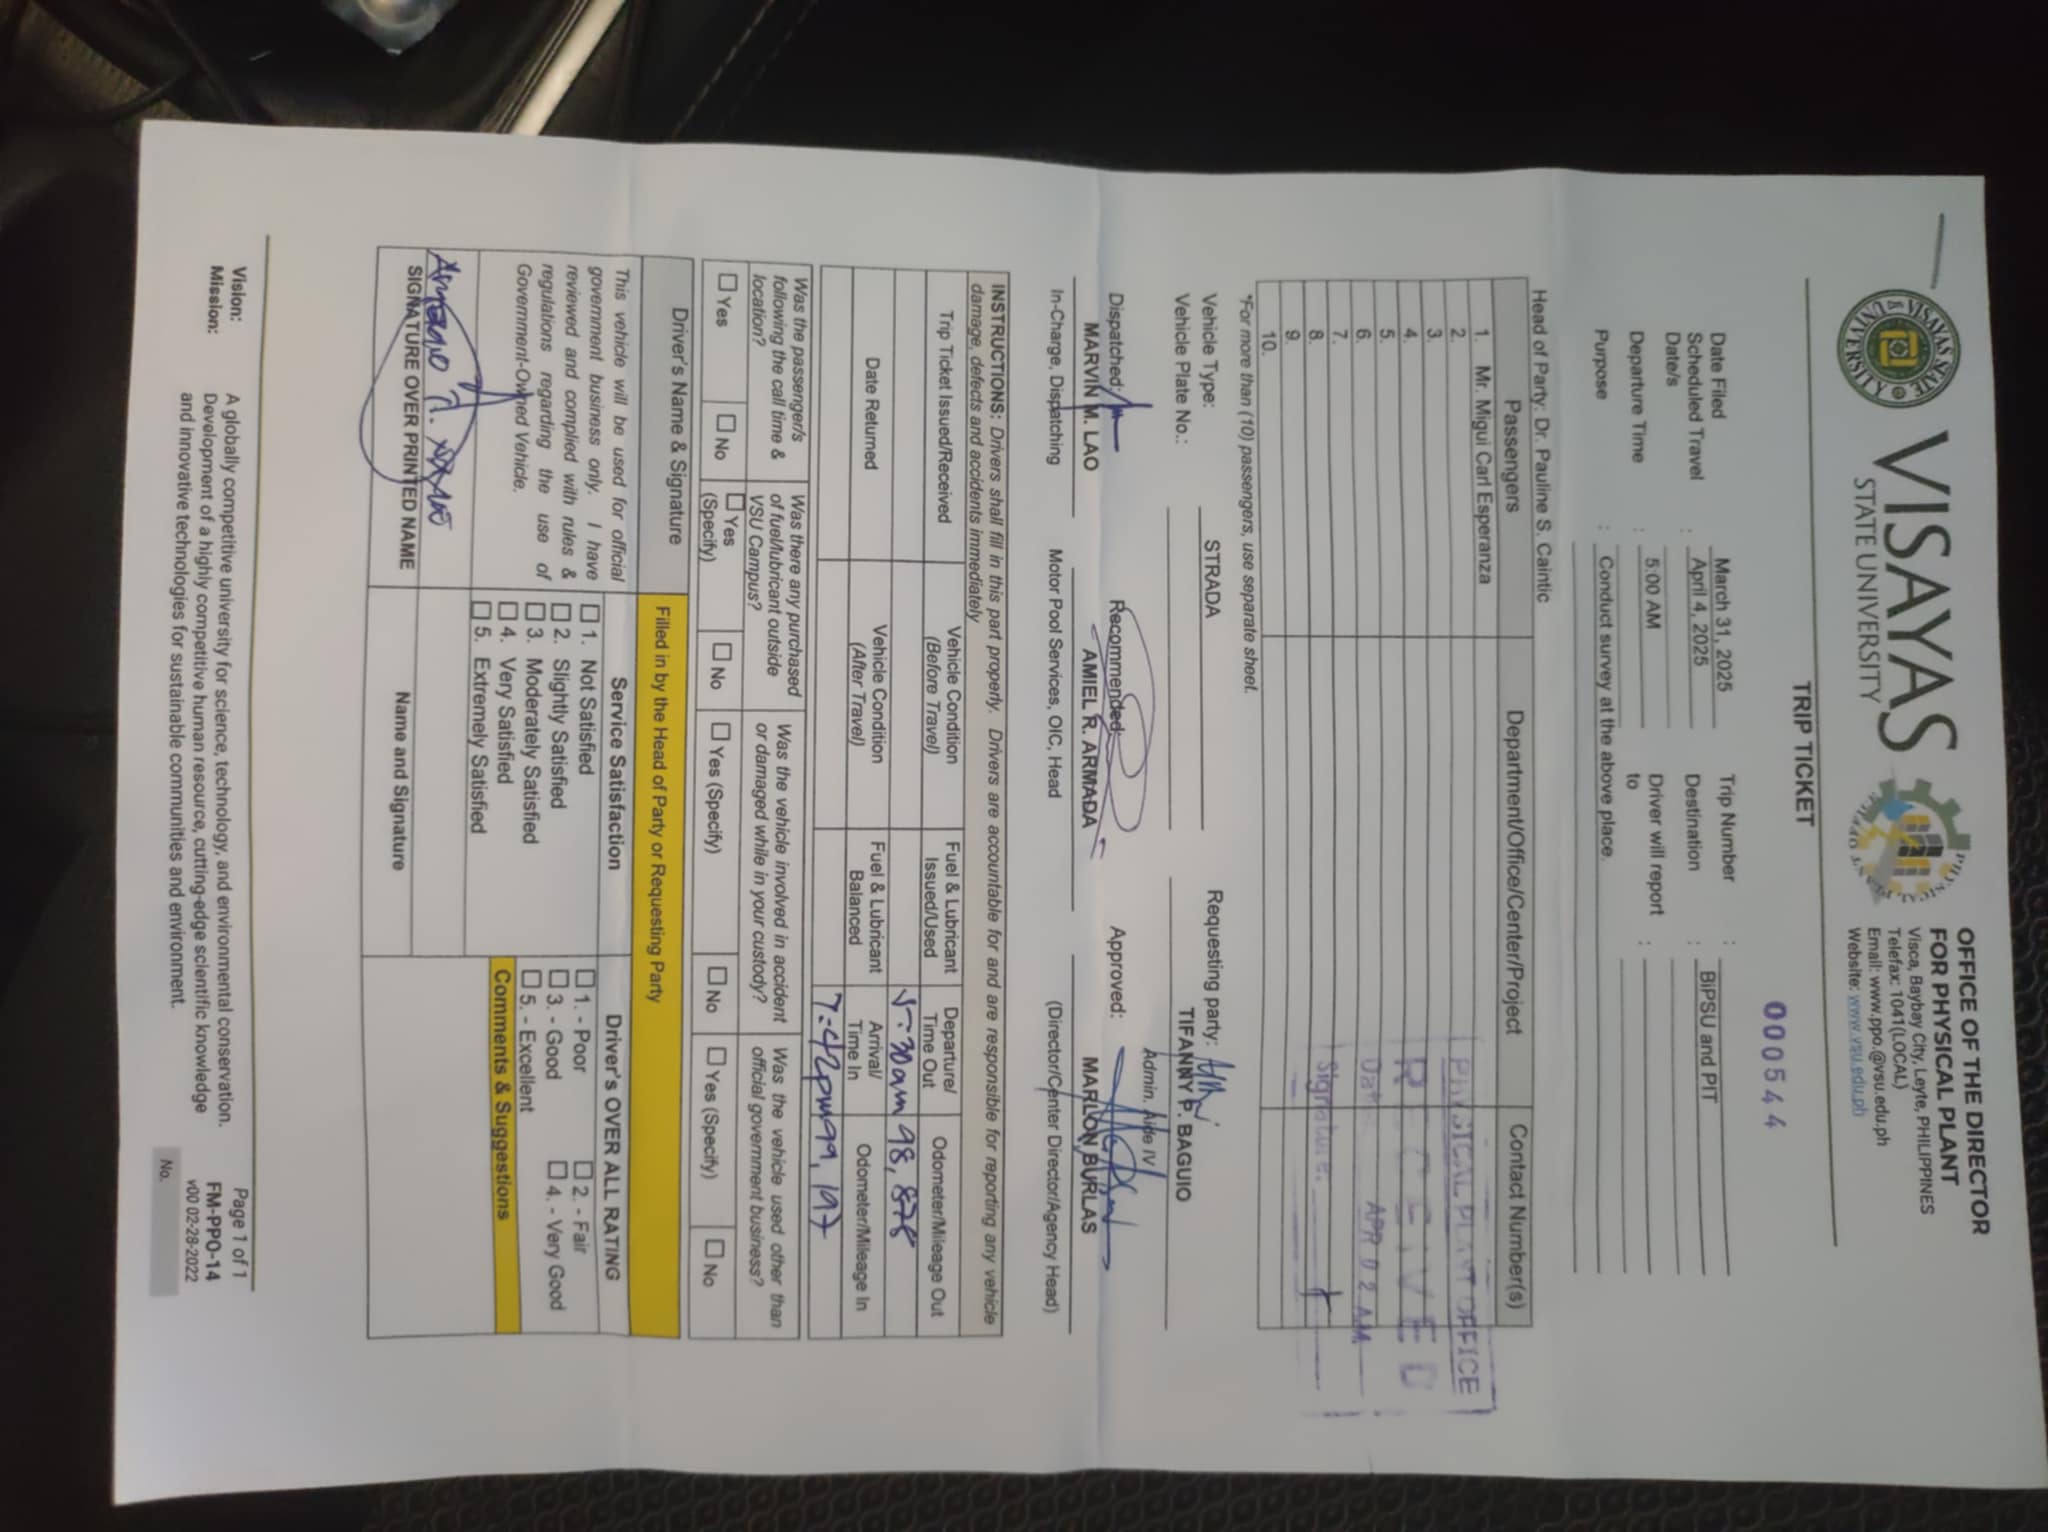 VISAYAS
STATE UNIVERSITY
OFFICE OF THE DIRECTOR
FOR PHYSICAL PLANT
Visca, Baybay City, Leyte, PHILIPPINES
Telefax: 1041(LOCAL)
Email: www.ppo.@vsu.edu.ph
Website: www.vsu.edu.ph
TRIP TICKET
000544
Date Filed : March 31, 2025 Trip Number :
Scheduled Travel Date/s : April 4, 2025 Destination : BiPSU and PIT
Departure Time : 5:00 AM Driver will report to :
Purpose : Conduct survey at the above place.
Head of Party: Dr. Pauline S. Caintic
Passengers Department/Office/Center/Project Contact Number(s)
1. Mr. Migui Carl Esperanza
2.
3.
4.
5.
6.
7.
8.
9.
10.
PHYSICAL PLANT OFFICE
RECEIVED
Date APR 02 AM
Signature:
*For more than (10) passengers, use separate sheet.
Vehicle Type: STRADA Requesting party:
Vehicle Plate No.: TIFANNY P. BAGUIO
Admin. Aide IV
Dispatched: Recommended: Approved:
MARVIN M. LAO AMIEL R. ARMADA MARLON BURLAS
In-Charge, Dispatching Motor Pool Services, OIC, Head (Director/Center Director/Agency Head)
INSTRUCTIONS: Drivers shall fill in this part properly. Drivers are accountable for and are responsible for reporting any vehicle
damage, defects and accidents immediately
Trip Ticket Issued/Received Vehicle Condition (Before Travel) Fuel & Lubricant Issued/Used Departure/ Time Out Odometer/Mileage Out
5:30am 98,878
Date Returned Vehicle Condition (After Travel) Fuel & Lubricant Balanced Arrival/ Time In Odometer/Mileage In
7:42pm 99,197
Was the passenger/s following the call time & location? Was there any purchased of fuel/lubricant outside VSU Campus? Was the vehicle involved in accident or damaged while in your custody? Was the vehicle used other than official government business?
☐ Yes ☐ No ☐ Yes (Specify) ☐ No ☐ Yes (Specify) ☐ No ☐ Yes (Specify) ☐ No
Driver's Name & Signature Filled in by the Head of Party or Requesting Party
This vehicle will be used for official
government business only. I have
reviewed and complied with rules &
regulations regarding the use of
Government-Owned Vehicle.
SIGNATURE OVER PRINTED NAME
Service Satisfaction
☐ 1. Not Satisfied
☐ 2. Slightly Satisfied
☐ 3. Moderately Satisfied
☐ 4. Very Satisfied
☐ 5. Extremely Satisfied
Name and Signature
Driver's OVER ALL RATING
☐ 1. - Poor ☐ 2. - Fair
☐ 3. - Good ☐ 4. - Very Good
☐ 5. - Excellent
Comments & Suggestions
Vision: A globally competitive university for science, technology, and environmental conservation.
Mission: Development of a highly competitive human resource, cutting-edge scientific knowledge
and innovative technologies for sustainable communities and environment.
Page 1 of 1
FM-PPO-14
v00 02-28-2022
No.